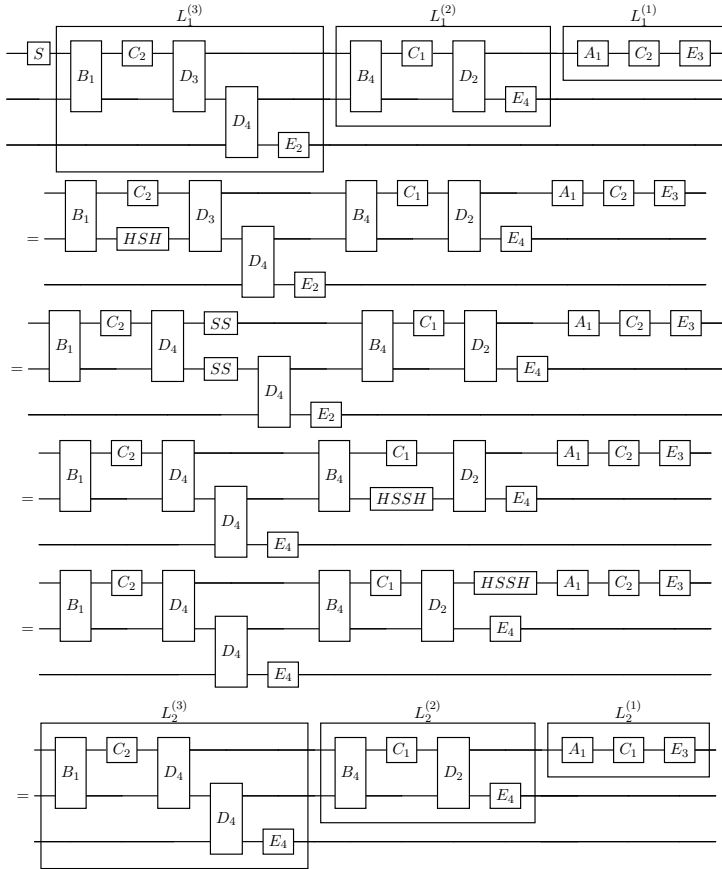 L_1^{(3)} L_1^{(2)} L_1^{(1)}
S B_1 C_2 D_3 D_4 E_2 B_4 C_1 D_2 E_4 A_1 C_2 E_3
= B_1 C_2 HSH D_3 D_4 E_2 B_4 C_1 D_2 E_4 A_1 C_2 E_3
= B_1 C_2 D_4 SS SS D_4 E_2 B_4 C_1 D_2 E_4 A_1 C_2 E_3
= B_1 C_2 D_4 D_4 E_4 B_4 C_1 HSSH D_2 E_4 A_1 C_2 E_3
= B_1 C_2 D_4 D_4 E_4 B_4 C_1 D_2 HSSH E_4 A_1 C_2 E_3
L_2^{(3)} L_2^{(2)} L_2^{(1)}
= B_1 C_2 D_4 D_4 E_4 B_4 C_1 D_2 E_4 A_1 C_1 E_3